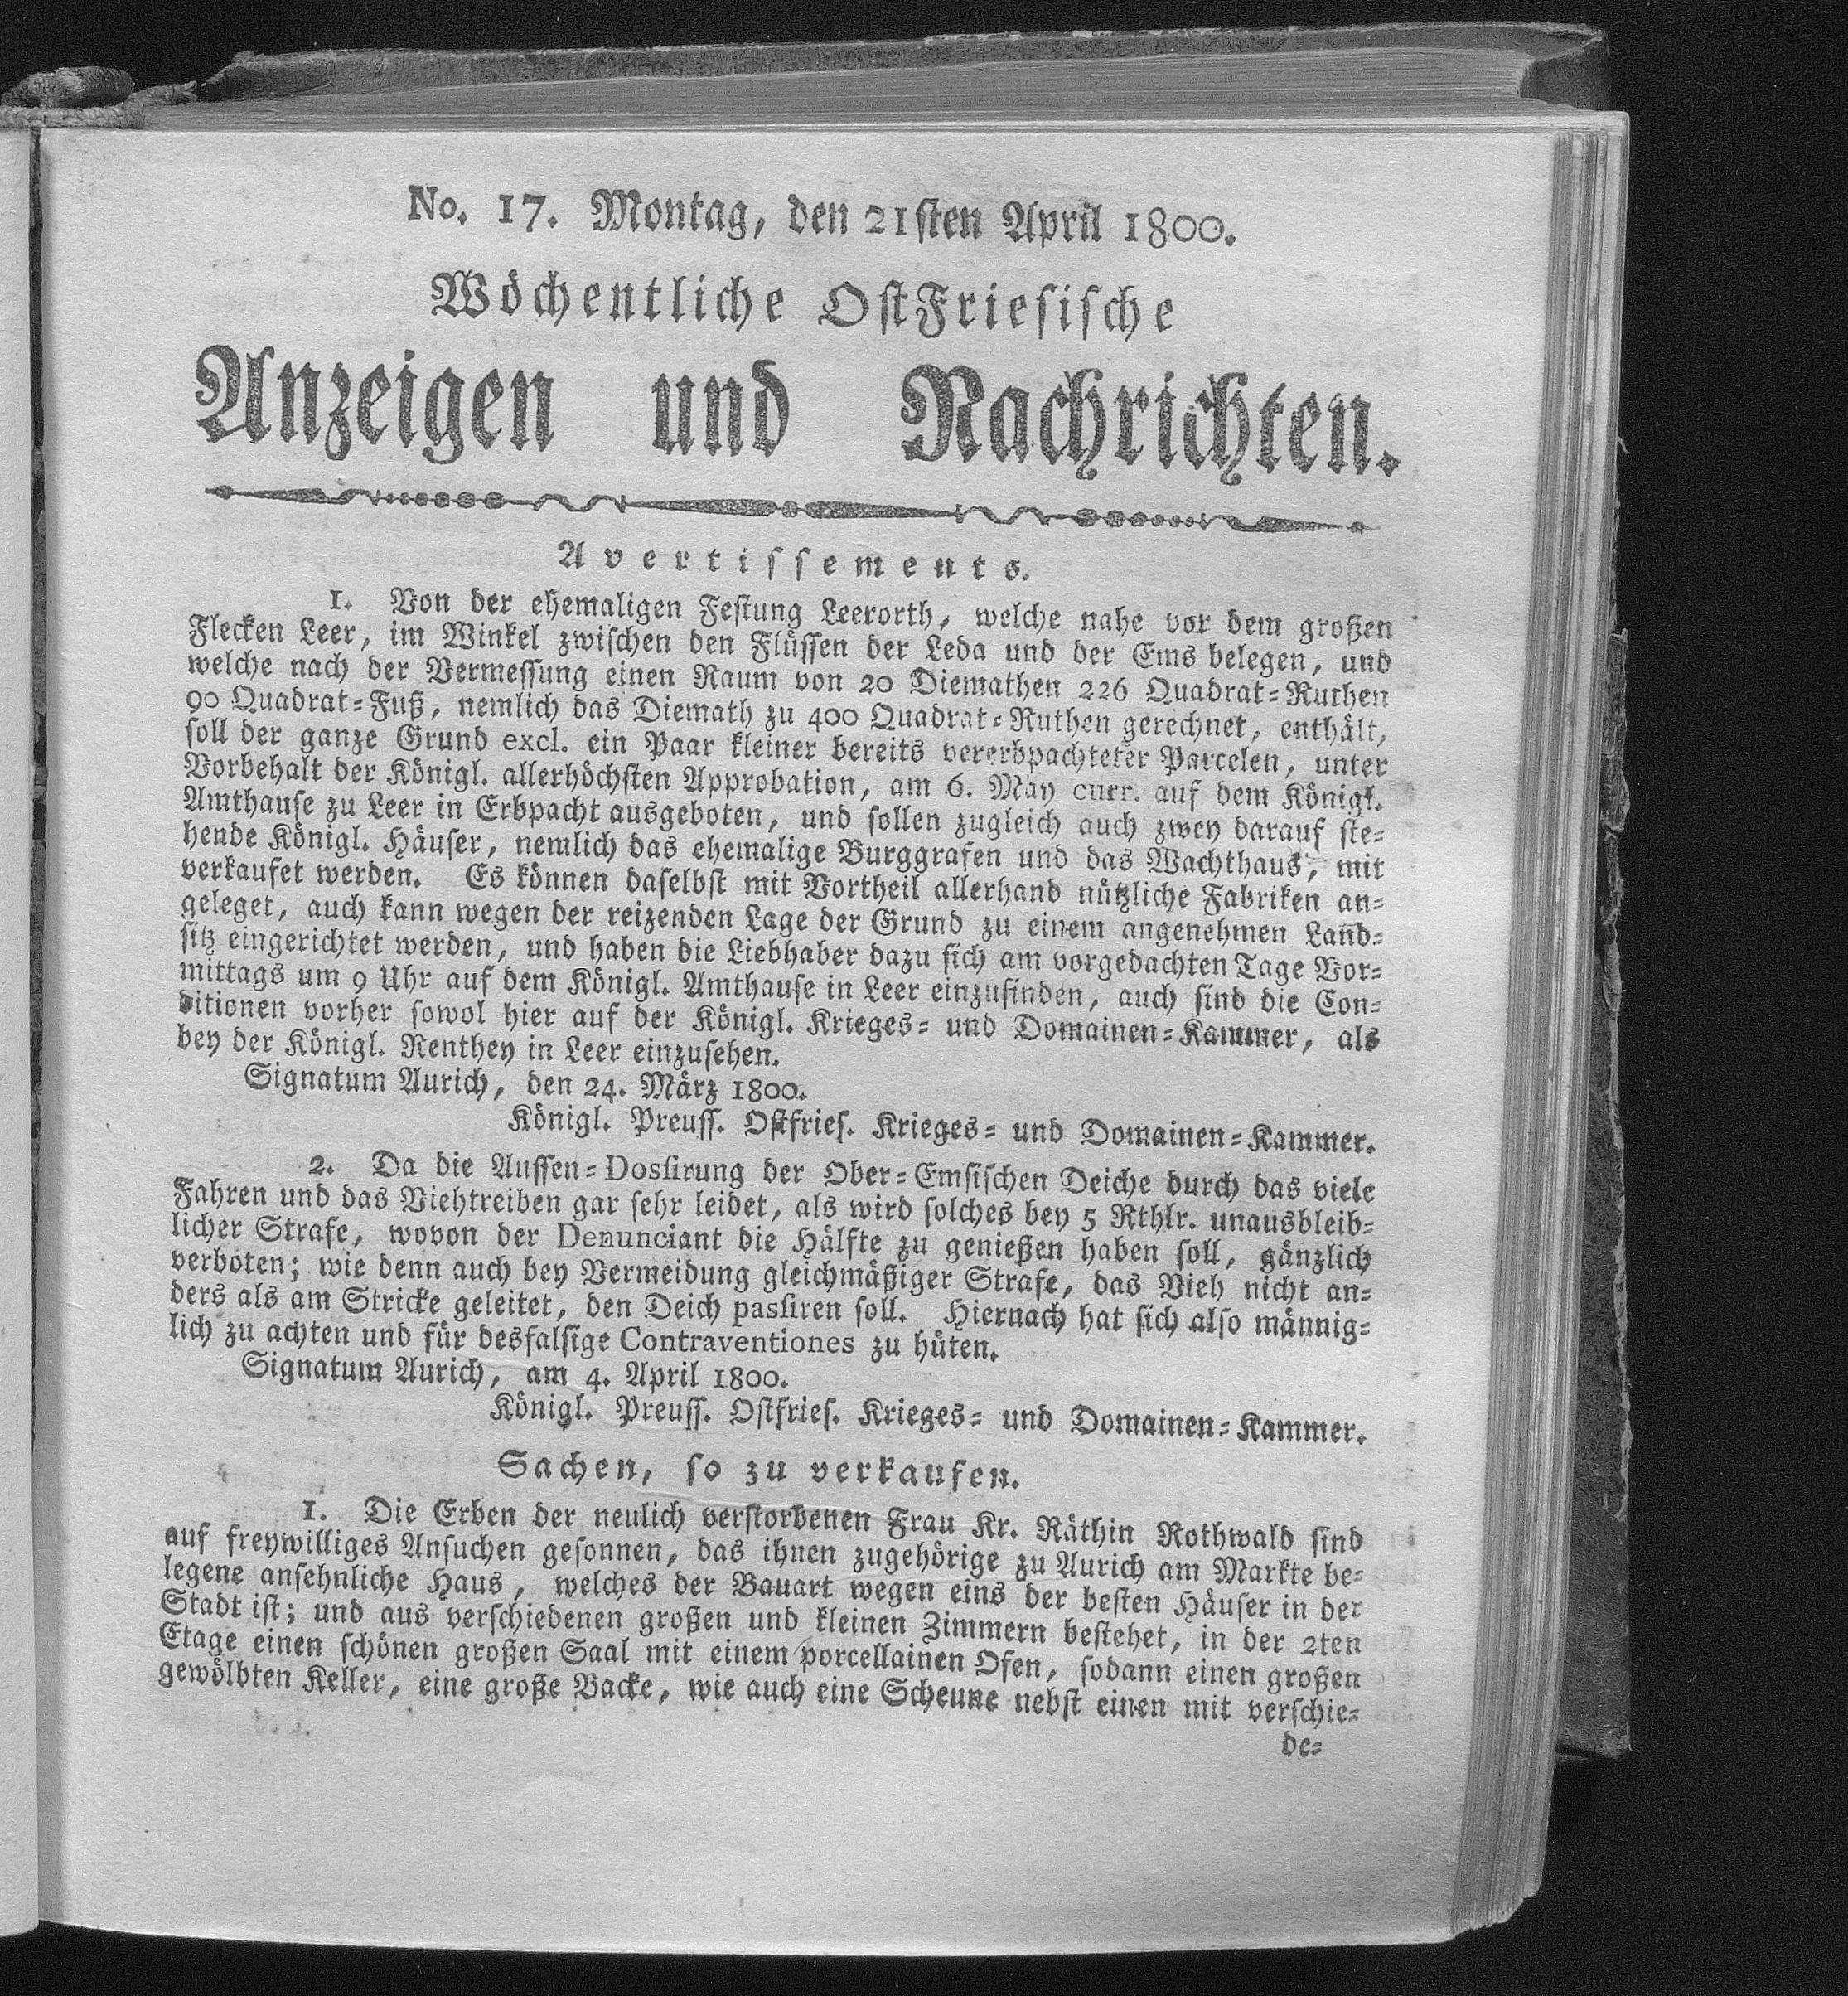 No. 17. Montag, den 21sten April 1800.
Wöchentliche OstFriesische
Anzeigen und Nachrichten.
Avertissements.
1. Von der ehemaligen Festung Leerorth, welche nahe vor dem großen
Flecken Leer, im Winkel zwischen den Flüssen der Leda und der Ems belegen, und
welche nach der Vermessung einen Raum von 20 Diemathen 226 Quadrat-Ruthen
90 Quadrat-Fuß, nemlich das Diemath zu 400 Quadrat-Ruthen gerechnet, enthält,
soll der ganze Grund excl. ein Paar kleiner bereits vererbpachteter Parcelen, unter
Vorbehalt der Königl. allerhöchsten Approbation, am 6. May curr. auf dem Königl.
Amthause zu Leer in Erbpacht ausgeboten, und sollen zugleich auch zwey darauf ste-
hende Königl. Häuser, nemlich das ehemalige Burggrafen und das Wachthaus, mit
verkaufet werden. Es können daselbst mit Vortheil allerhand nützliche Fabriken an-
geleget, auch kann wegen der reizenden Lage der Grund zu einem angenehmen Land-
sitz eingerichtet werden, und haben die Liebhaber dazu sich am vorgedachten Tage Vor-
mittags um 9 Uhr auf dem Königl. Amthause in Leer einzufinden, auch sind die Con-
ditionen vorher sowol hier auf der Königl. Krieges- und Domainen-Kammer, als
bey der Königl. Renthey in Leer einzusehen.
Signatum Aurich, den 24. März 1800.
Königl. Preuss. Ostfries. Krieges- und Domainen-Kammer.
2. Da die Aussen-Dossirung der Ober-Emsischen Deiche durch das viele
Fahren und das Viehtreiben gar sehr leidet, als wird solches bey 5 Rthlr. unausbleib-
licher Strafe, wovon der Denunciant die Hälfte zu genießen haben soll, gänzlich
verboten; wie denn auch bey Vermeidung gleichmäßiger Strafe, das Vieh nicht an-
ders als am Stricke geleitet, den Deich passiren soll. Hiernach hat sich also männig-
lich zu achten und für desfalsige Contraventiones zu hüten.
Signatum Aurich, am 4. April 1800.
Königl. Preuss. Ostfries. Krieges- und Domainen-Kammer.
Sachen, so zu verkaufen.
1. Die Erben der neulich verstorbenen Frau Kr. Räthin Rothwald sind
auf freywilliges Ansuchen gesonnen, das ihnen zugehörige zu Aurich am Markte be-
legene ansehnliche Haus, welches der Bauart wegen eins der besten Häuser in der
Stadt ist; und aus verschiedenen großen und kleinen Zimmern bestehet, in der 2ten
Etage einen schönen großen Saal mit einem porcellainen Ofen, sodann einen großen
gewölbten Keller, eine große Backe, wie auch eine Scheune nebst einen mit verschie-
de-